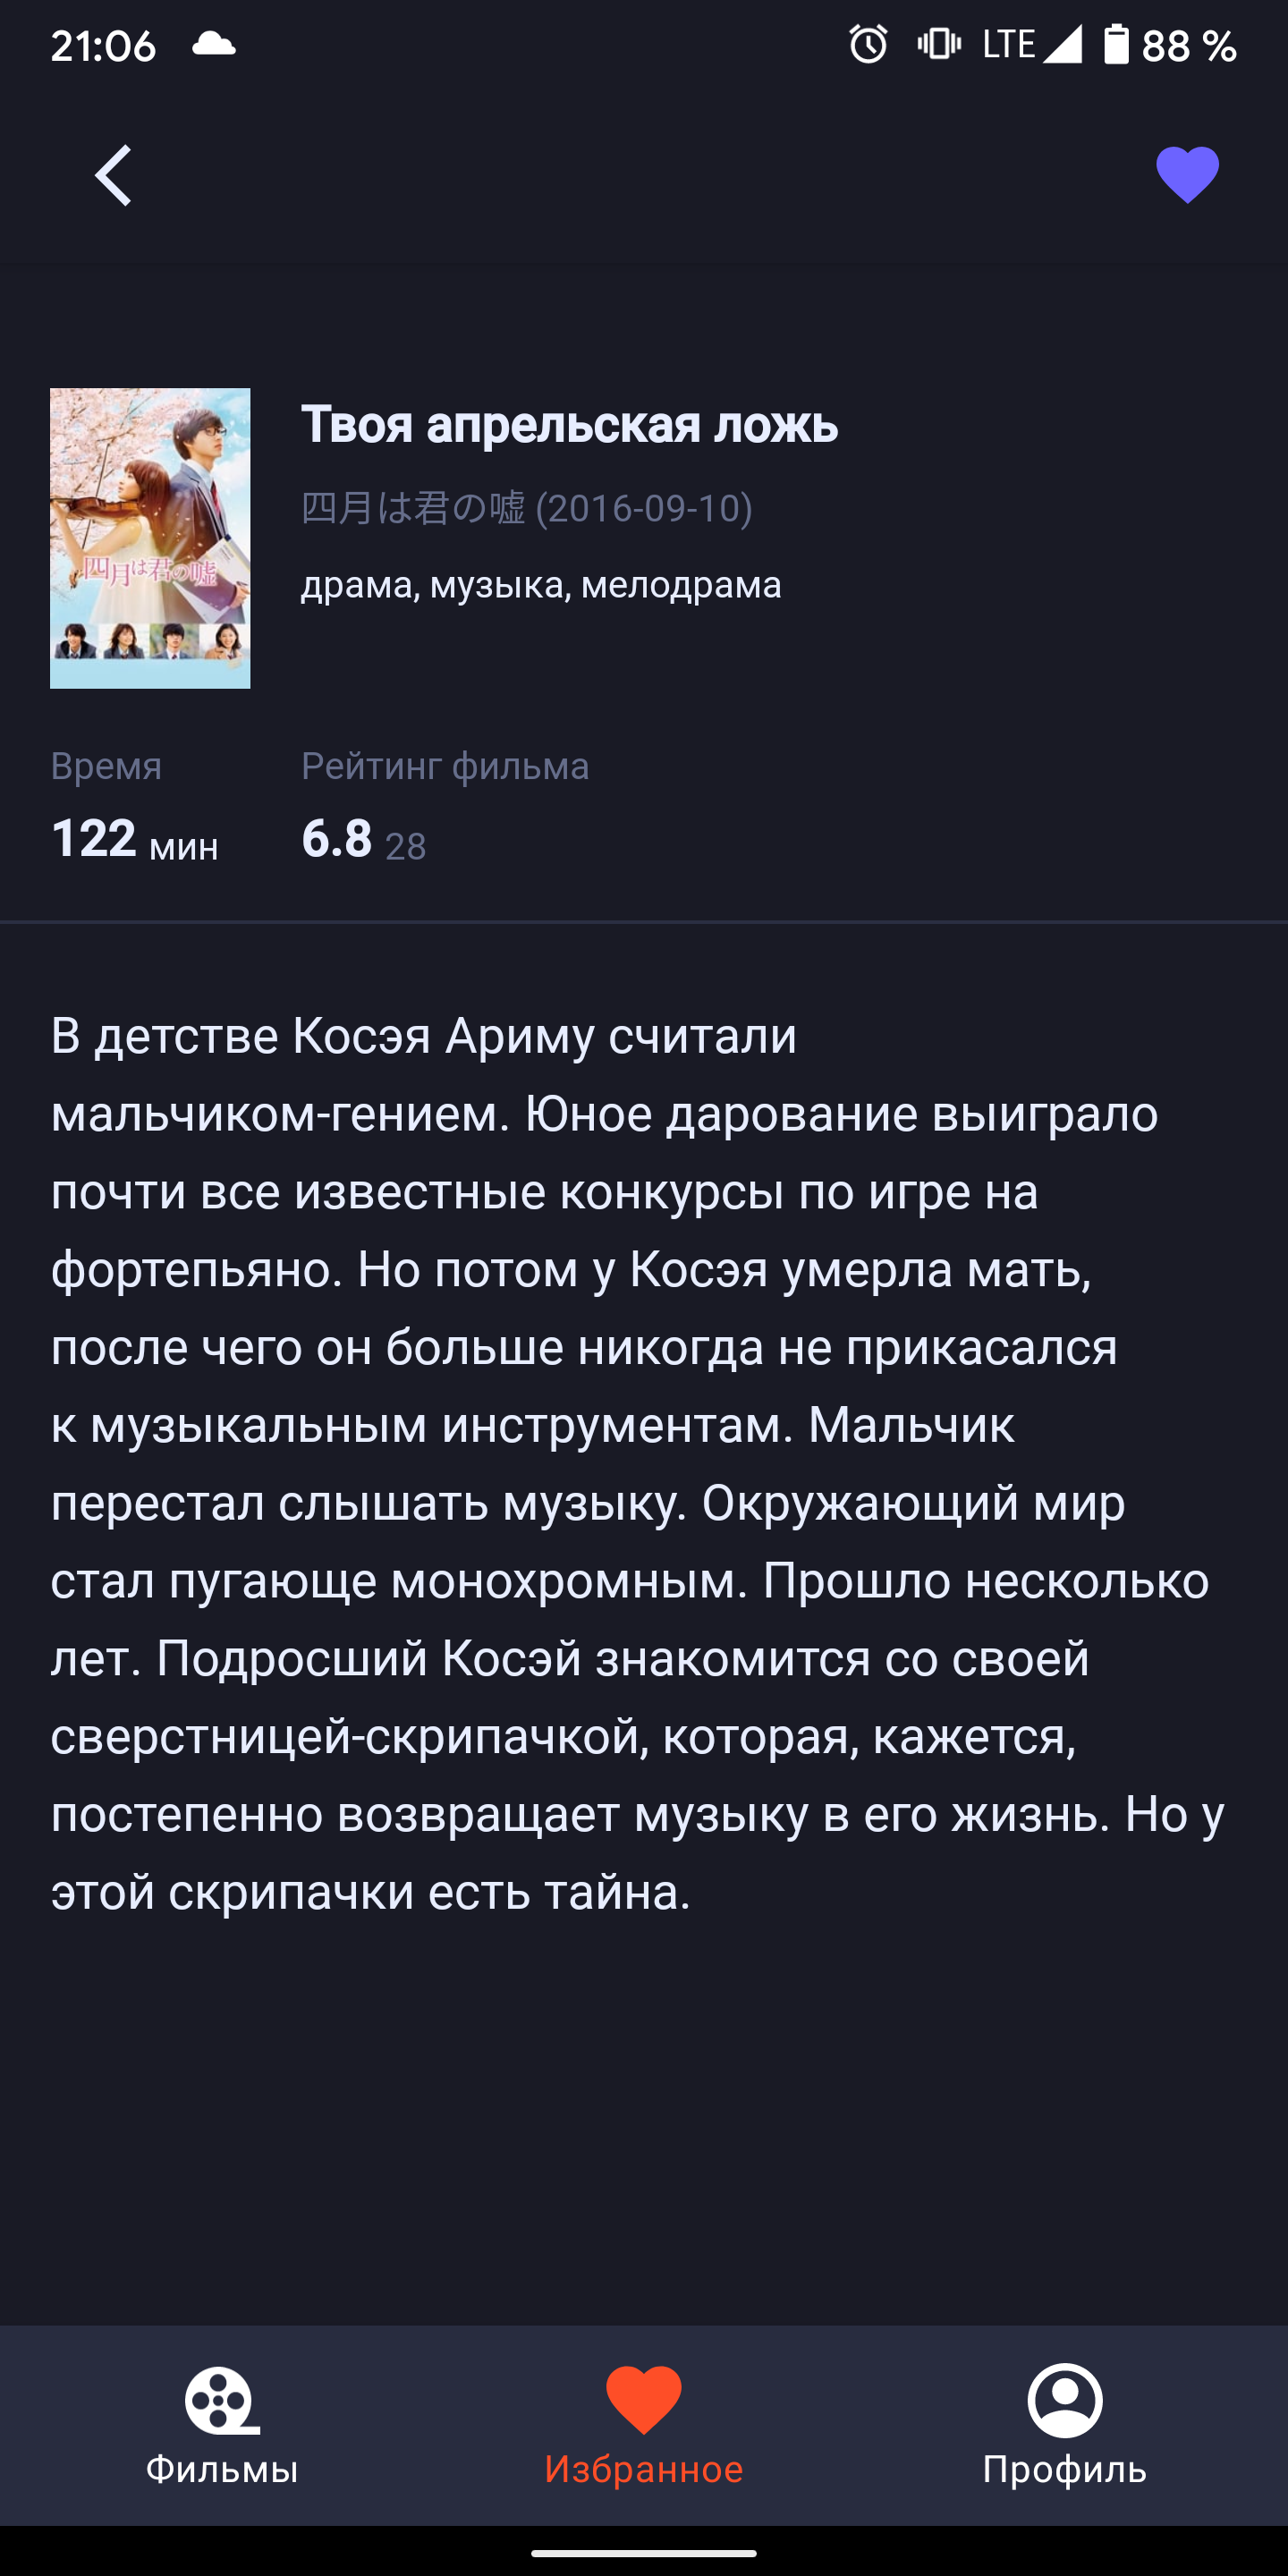 21:06
LTE 88 %
Твоя апрельская ложь
四月は君の嘘 (2016-09-10)
драма, музыка, мелодрама
四月は君の嘘
Время
Рейтинг фильма
122 мин
6.8 28
В детстве Косэя Ариму считали
мальчиком-гением. Юное дарование выиграло
почти все известные конкурсы по игре на
фортепьяно. Но потом у Косэя умерла мать,
после чего он больше никогда не прикасался
к музыкальным инструментам. Мальчик
перестал слышать музыку. Окружающий мир
стал пугающе монохромным. Прошло несколько
лет. Подросший Косэй знакомится со своей
сверстницей-скрипачкой, которая, кажется,
постепенно возвращает музыку в его жизнь. Но у
этой скрипачки есть тайна.
Фильмы
Избранное
Профиль